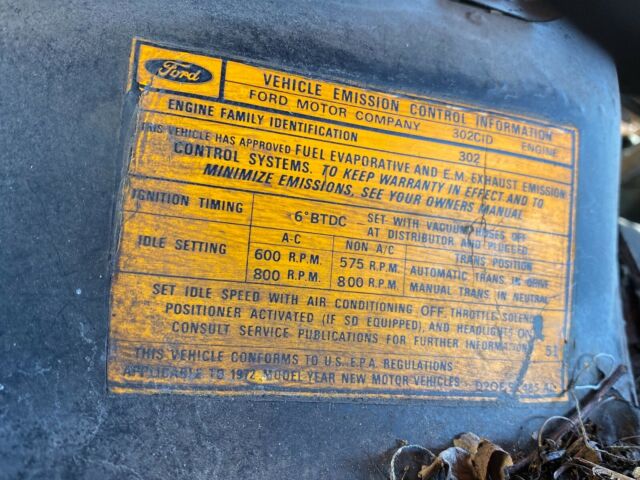 Ford
VEHICLE EMISSION CONTROL INFORMATION
FORD MOTOR COMPANY 302CID ENGINE
ENGINE FAMILY IDENTIFICATION 302
THIS VEHICLE HAS APPROVED FUEL EVAPORATIVE AND E.M. EXHAUST EMISSION
CONTROL SYSTEMS. TO KEEP WARRANTY IN EFFECT AND TO
MINIMIZE EMISSIONS, SEE YOUR OWNERS MANUAL
IGNITION TIMING 6°BTDC SET WITH VACUUM HOSES OFF
AT DISTRIBUTOR AND PLUGGED
IDLE SETTING A-C NON A/C TRANS POSITION
600 R.P.M. 575 R.P.M. AUTOMATIC TRANS IN DRIVE
800 R.P.M. 800 R.P.M. MANUAL TRANS IN NEUTRAL
SET IDLE SPEED WITH AIR CONDITIONING OFF, THROTTLE SOLENOID
POSITIONER ACTIVATED (IF SO EQUIPPED), AND HEADLIGHTS ON
CONSULT SERVICE PUBLICATIONS FOR FURTHER INFORMATION 51
THIS VEHICLE CONFORMS TO U.S. E.P.A. REGULATIONS
APPLICABLE TO 1972 MODEL YEAR NEW MOTOR VEHICLES